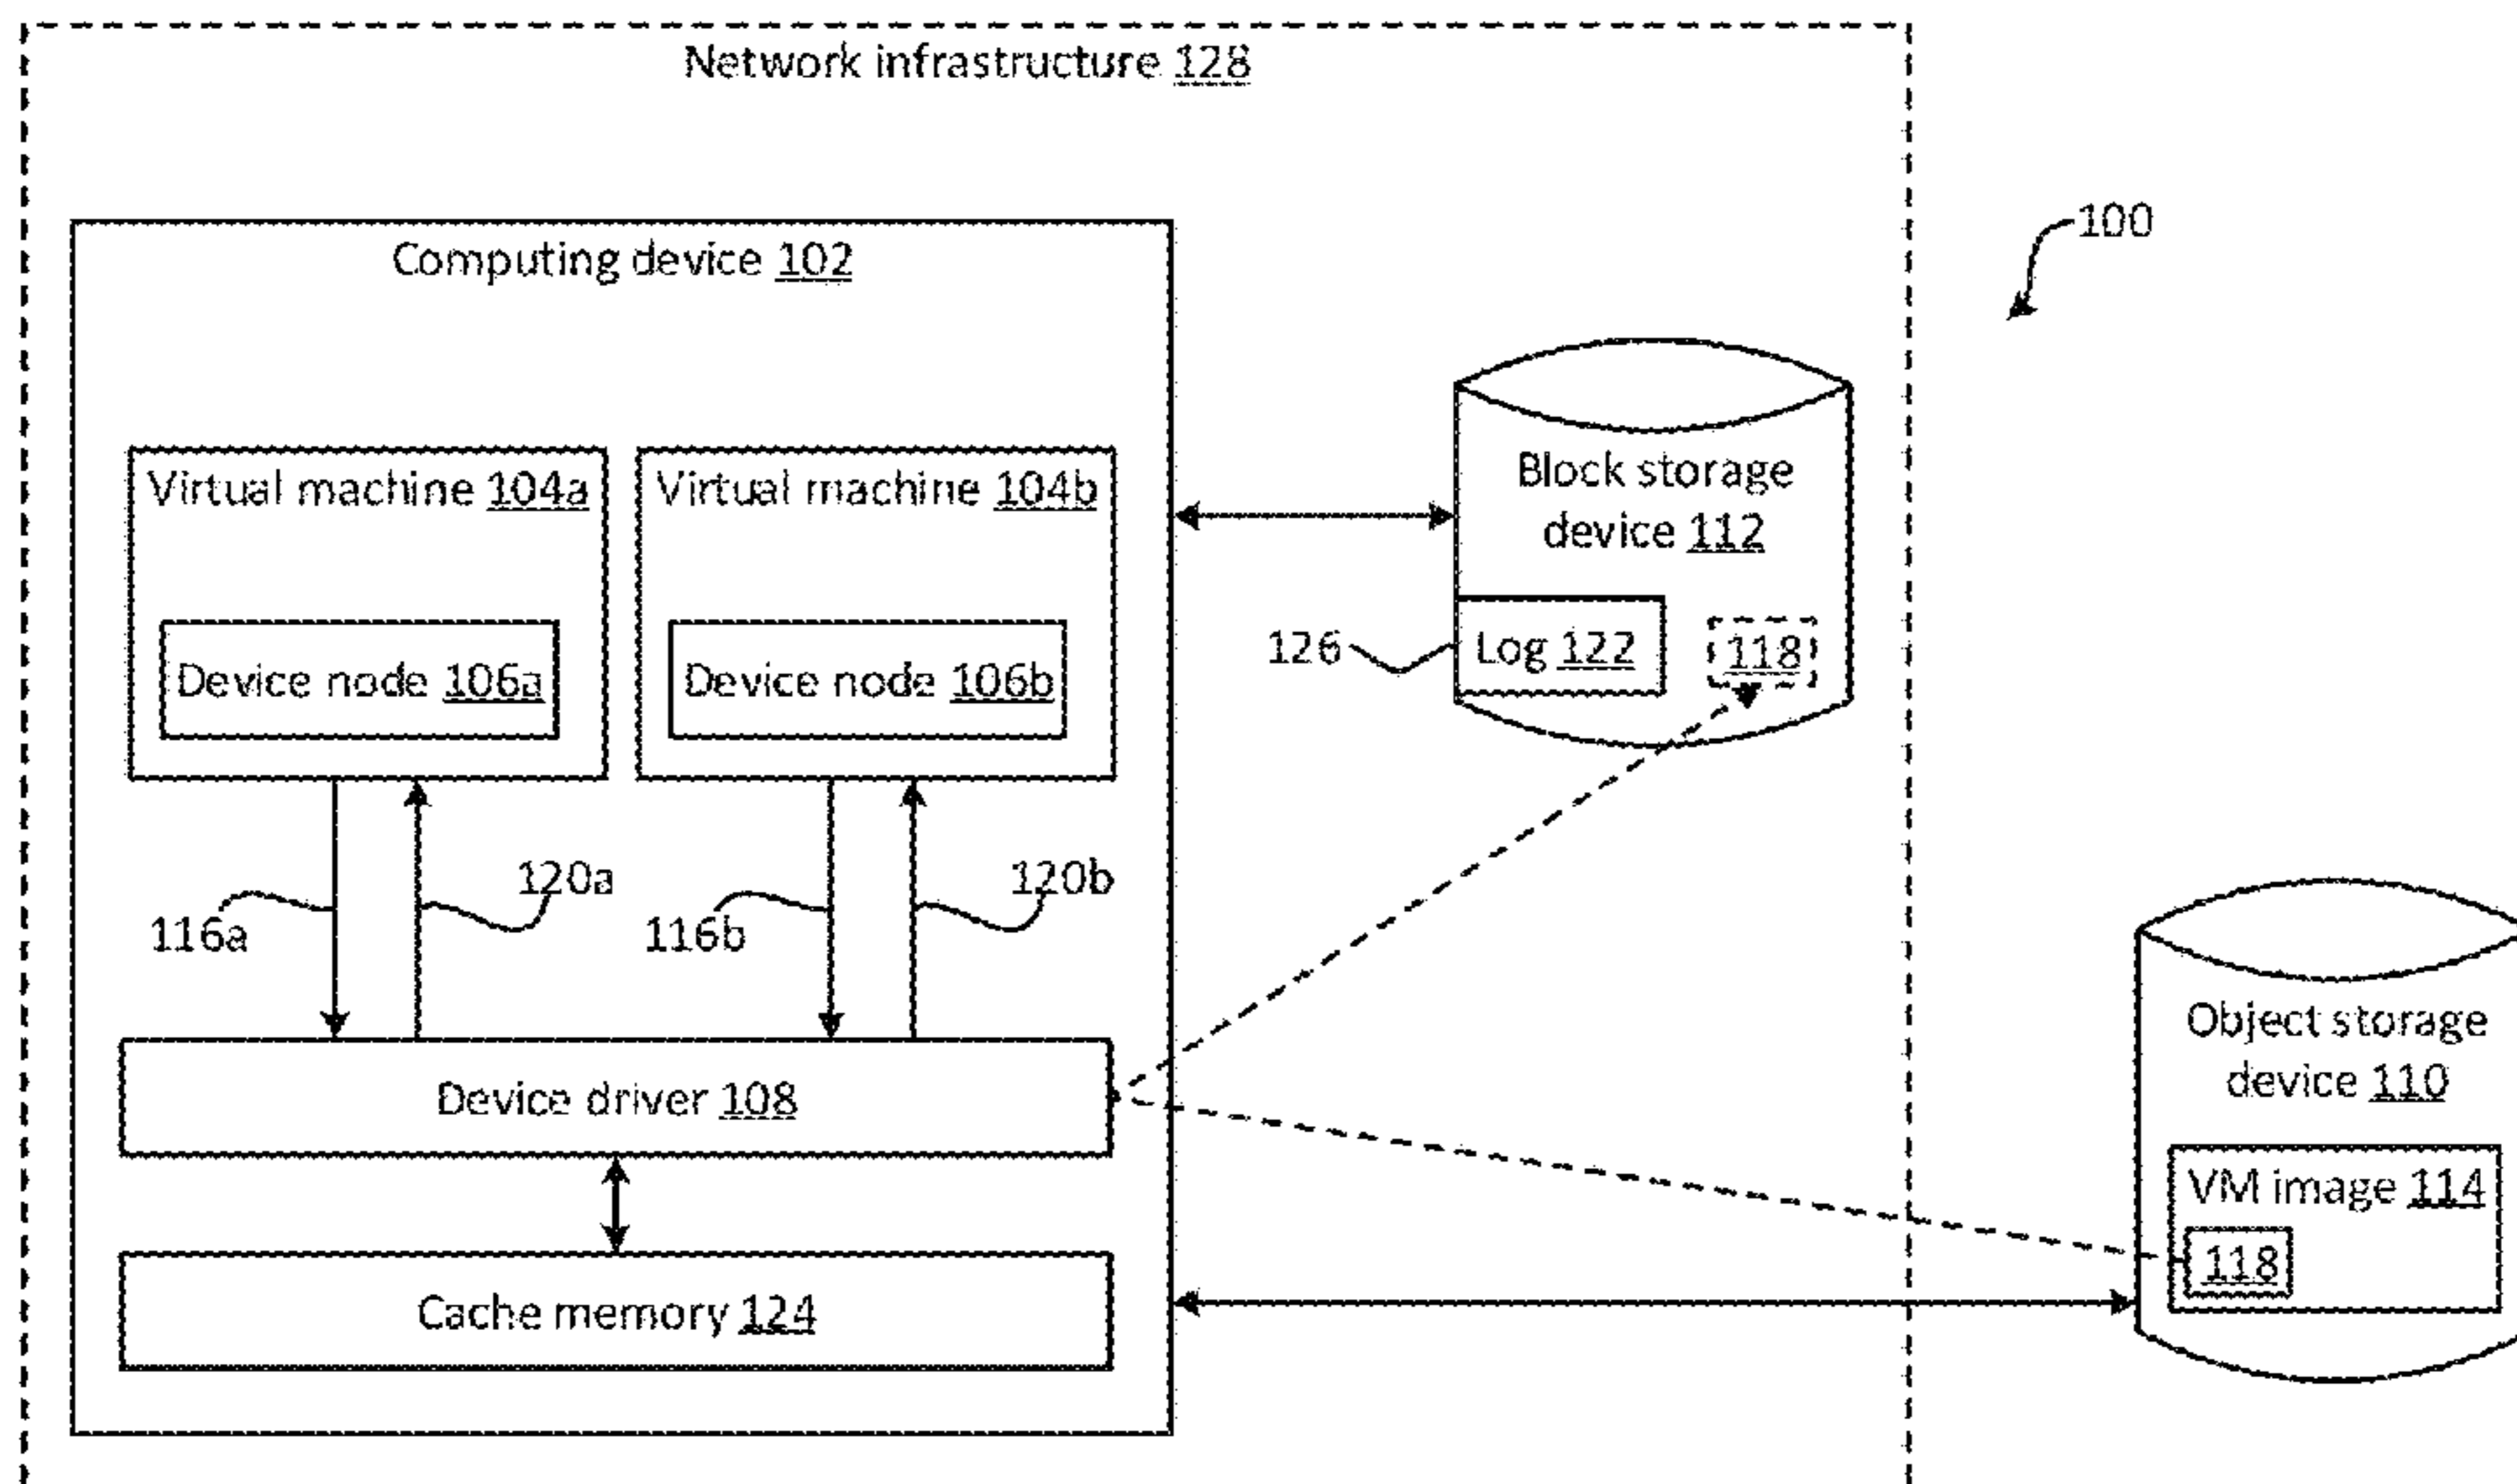 Network infrastructure 128
100
Computing device 102
Virtual machine 104a
Virtual machine 104b
Device node 106a
Device node 106b
Block storage
device 112
126
Log 122
118
116a
120a
116b
120b
Device driver 108
Cache memory 124
Object storage
device 110
VM image 114
118